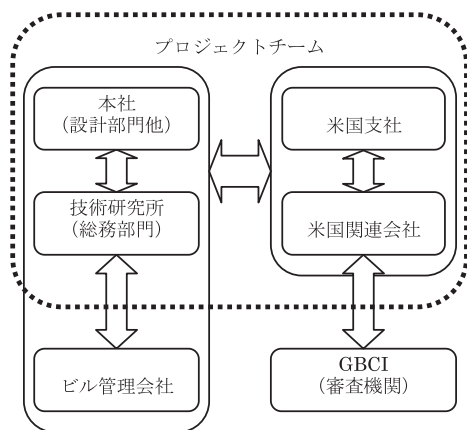 プロジェクトチーム
本社
（設計部門他）
技術研究所
（総務部門）
ビル管理会社
米国支社
米国関連会社
GBCI
（審査機関）